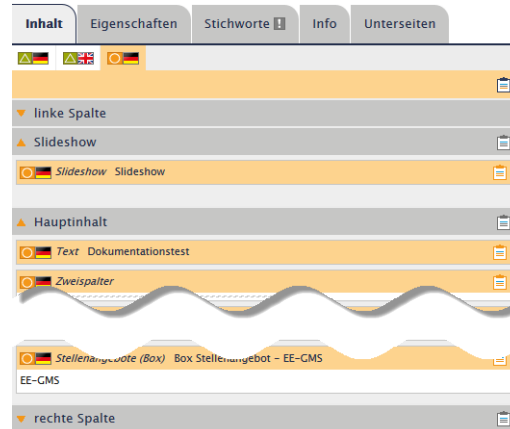 Inhalt Eigenschaften Stichworte Info Unterseiten
linke Spalte
Slideshow
Slideshow Slideshow
Hauptinhalt
Text Dokumentationstest
Zweispalter
Stellenangebote (Box) Box Stellenangebot – EE-GMS
EE-GMS
rechte Spalte